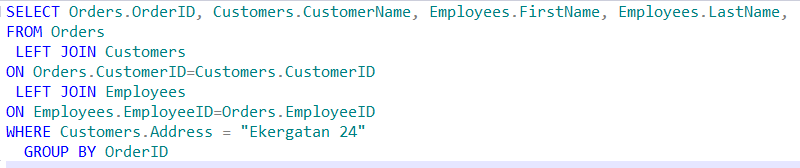 SELECT Orders.OrderID, Customers.CustomerName, Employees.FirstName, Employees.LastName,
FROM Orders
LEFT JOIN Customers
ON Orders.CustomerID=Customers.CustomerID
LEFT JOIN Employees
ON Employees.EmployeeID=Orders.EmployeeID
WHERE Customers.Address = "Ekergatan 24"
GROUP BY OrderID